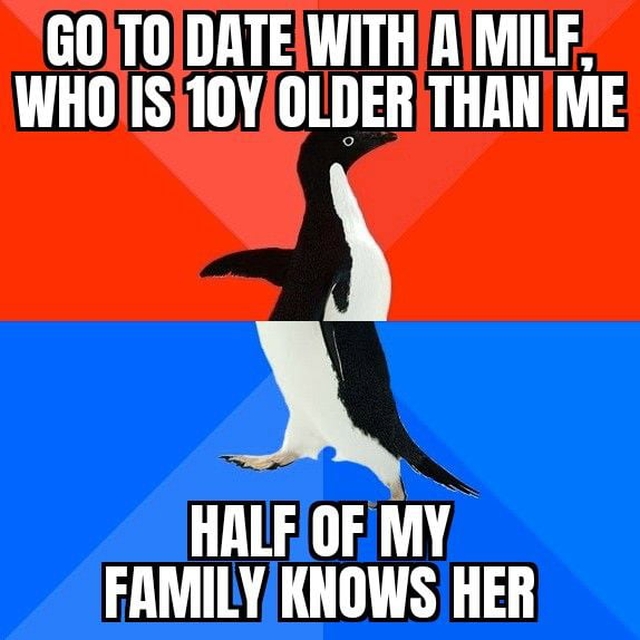 GO TO DATE WITH A MILF,
WHO IS 10Y OLDER THAN ME
HALF OF MY
FAMILY KNOWS HER